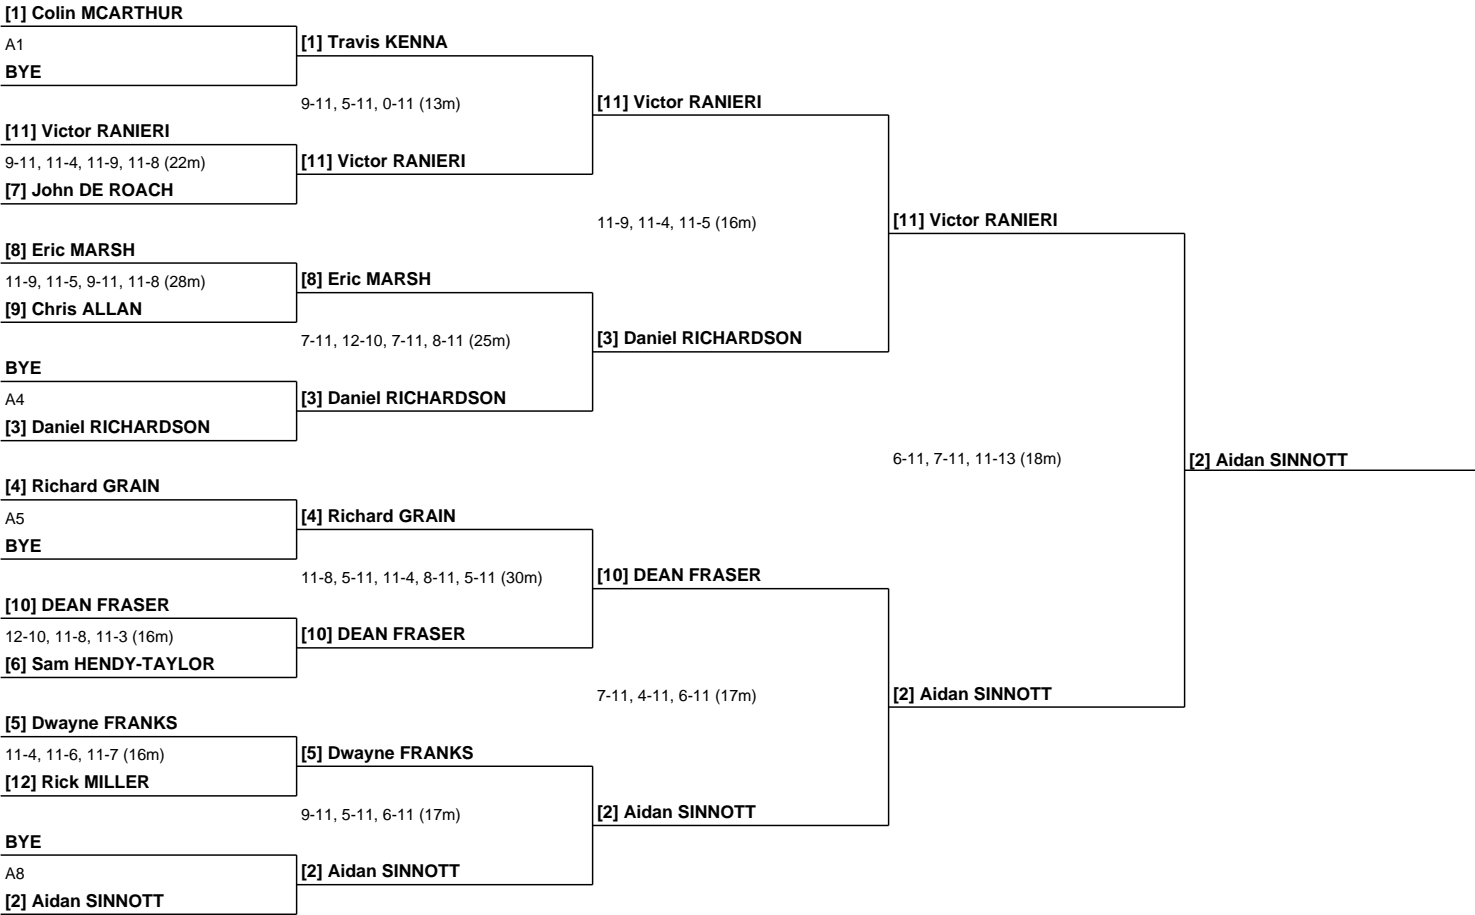 [1] Colin MCARTHUR
A1
BYE
[1] Travis KENNA
9-11, 5-11, 0-11 (13m)
[11] Victor RANIERI
[11] Victor RANIERI
9-11, 11-4, 11-9, 11-8 (22m)
[7] John DE ROACH
[11] Victor RANIERI
11-9, 11-4, 11-5 (16m)
[11] Victor RANIERI
[8] Eric MARSH
11-9, 11-5, 9-11, 11-8 (28m)
[9] Chris ALLAN
[8] Eric MARSH
7-11, 12-10, 7-11, 8-11 (25m)
[3] Daniel RICHARDSON
BYE
A4
[3] Daniel RICHARDSON
[3] Daniel RICHARDSON
6-11, 7-11, 11-13 (18m)
[2] Aidan SINNOTT
[4] Richard GRAIN
A5
BYE
[4] Richard GRAIN
11-8, 5-11, 11-4, 8-11, 5-11 (30m)
[10] DEAN FRASER
[10] DEAN FRASER
12-10, 11-8, 11-3 (16m)
[6] Sam HENDY-TAYLOR
[10] DEAN FRASER
7-11, 4-11, 6-11 (17m)
[2] Aidan SINNOTT
[5] Dwayne FRANKS
11-4, 11-6, 11-7 (16m)
[12] Rick MILLER
[5] Dwayne FRANKS
9-11, 5-11, 6-11 (17m)
[2] Aidan SINNOTT
BYE
A8
[2] Aidan SINNOTT
[2] Aidan SINNOTT